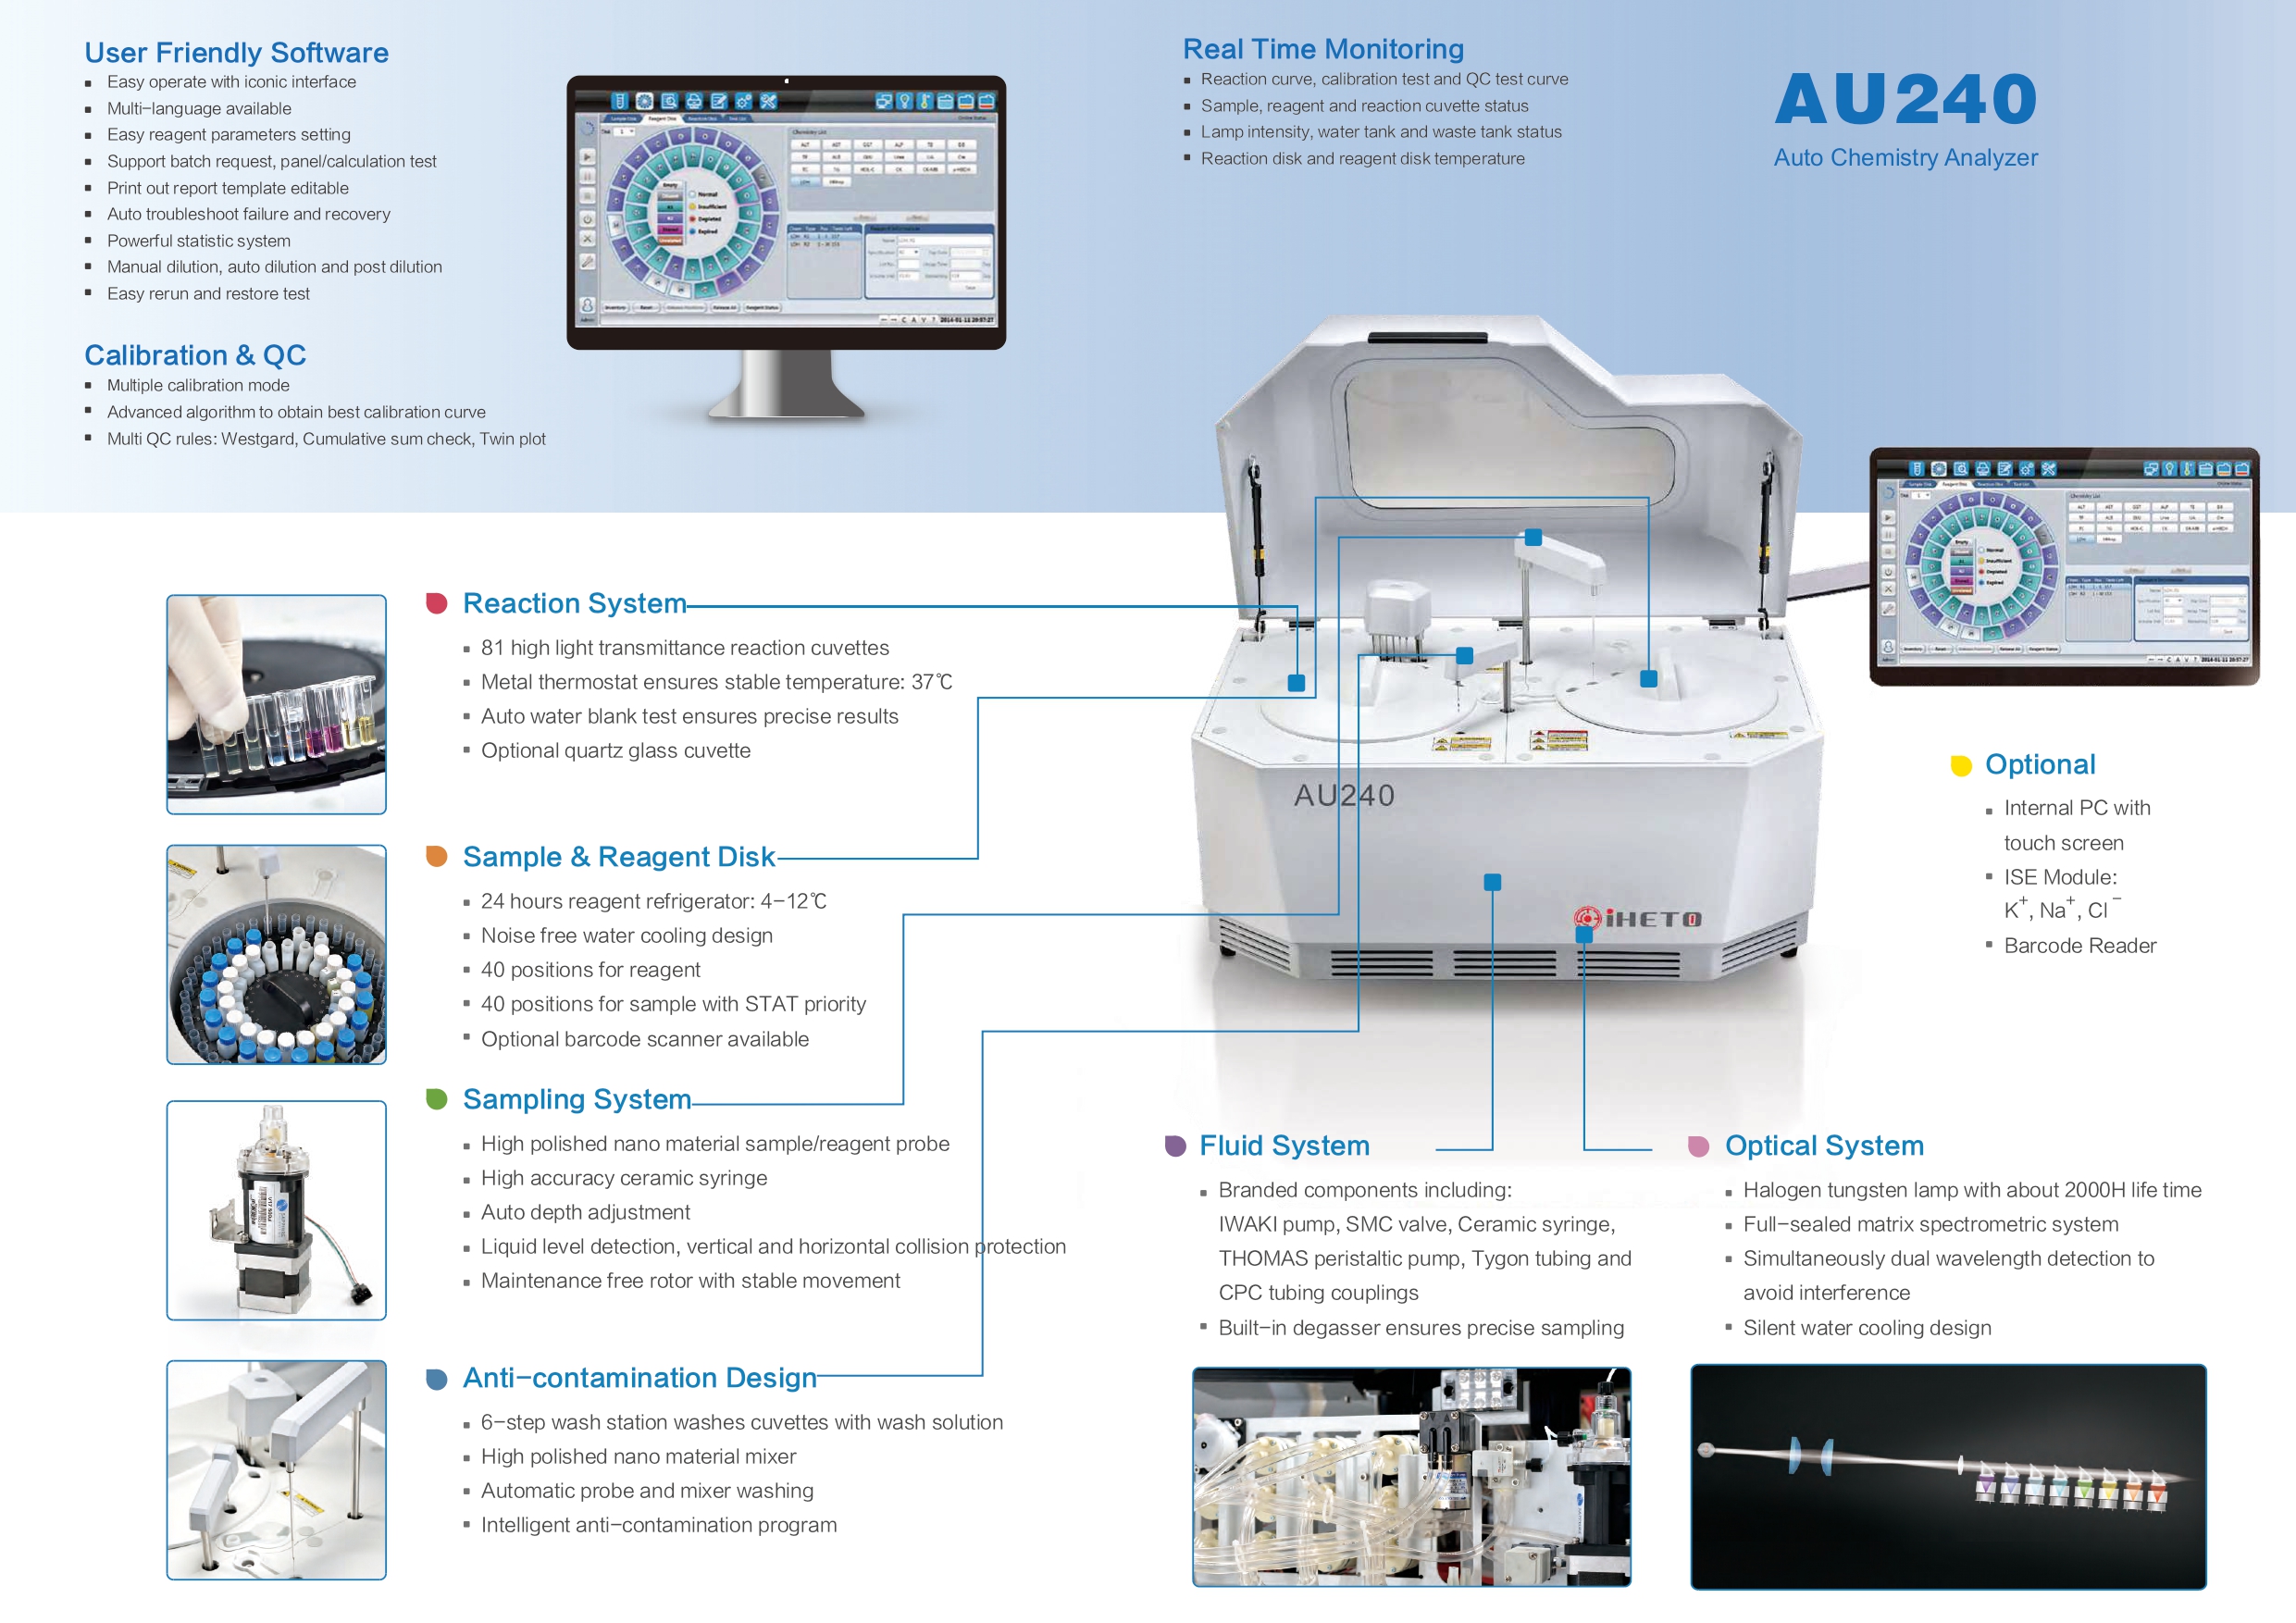 User Friendly Software
Easy operate with iconic interface
Multi-language available
Easy reagent parameters setting
Support batch request, panel/calculation test
Print out report template editable
Auto troubleshoot failure and recovery
Powerful statistic system
Manual dilution, auto dilution and post dilution
Easy rerun and restore test
Calibration & QC
Multiple calibration mode
Advanced algorithm to obtain best calibration curve
Multi QC rules: Westgard, Cumulative sum check, Twin plot
Real Time Monitoring
Reaction curve, calibration test and QC test curve
Sample, reagent and reaction cuvette status
Lamp intensity, water tank and waste tank status
Reaction disk and reagent disk temperature
AU240
Auto Chemistry Analyzer
Reaction System
81 high light transmittance reaction cuvettes
Metal thermostat ensures stable temperature: 37℃
Auto water blank test ensures precise results
Optional quartz glass cuvette
Sample & Reagent Disk
24 hours reagent refrigerator: 4-12℃
Noise free water cooling design
40 positions for reagent
40 positions for sample with STAT priority
Optional barcode scanner available
Sampling System
High polished nano material sample/reagent probe
High accuracy ceramic syringe
Auto depth adjustment
Liquid level detection, vertical and horizontal collision protection
Maintenance free rotor with stable movement
Anti-contamination Design
6-step wash station washes cuvettes with wash solution
High polished nano material mixer
Automatic probe and mixer washing
Intelligent anti-contamination program
AU240
iHETO
Optional
Internal PC with
touch screen
ISE Module:
K⁺, Na⁺, Cl⁻
Barcode Reader
Fluid System
Branded components including:
IWAKI pump, SMC valve, Ceramic syringe,
THOMAS peristaltic pump, Tygon tubing and
CPC tubing couplings
Built-in degasser ensures precise sampling
Optical System
Halogen tungsten lamp with about 2000H life time
Full-sealed matrix spectrometric system
Simultaneously dual wavelength detection to
avoid interference
Silent water cooling design